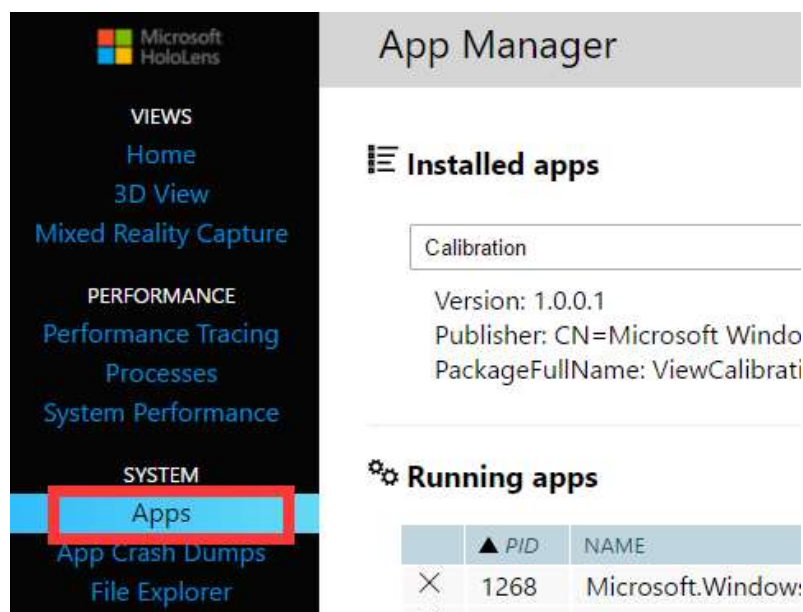 Microsoft
HoloLens
VIEWS
Home
3D View
Mixed Reality Capture
PERFORMANCE
Performance Tracing
Processes
System Performance
SYSTEM
Apps
App Crash Dumps
File Explorer
App Manager
Installed apps
Calibration
Version: 1.0.0.1
Publisher: CN=Microsoft Windo
PackageFullName: ViewCalibrati
Running apps
▲ PID NAME
1268 Microsoft.Windows